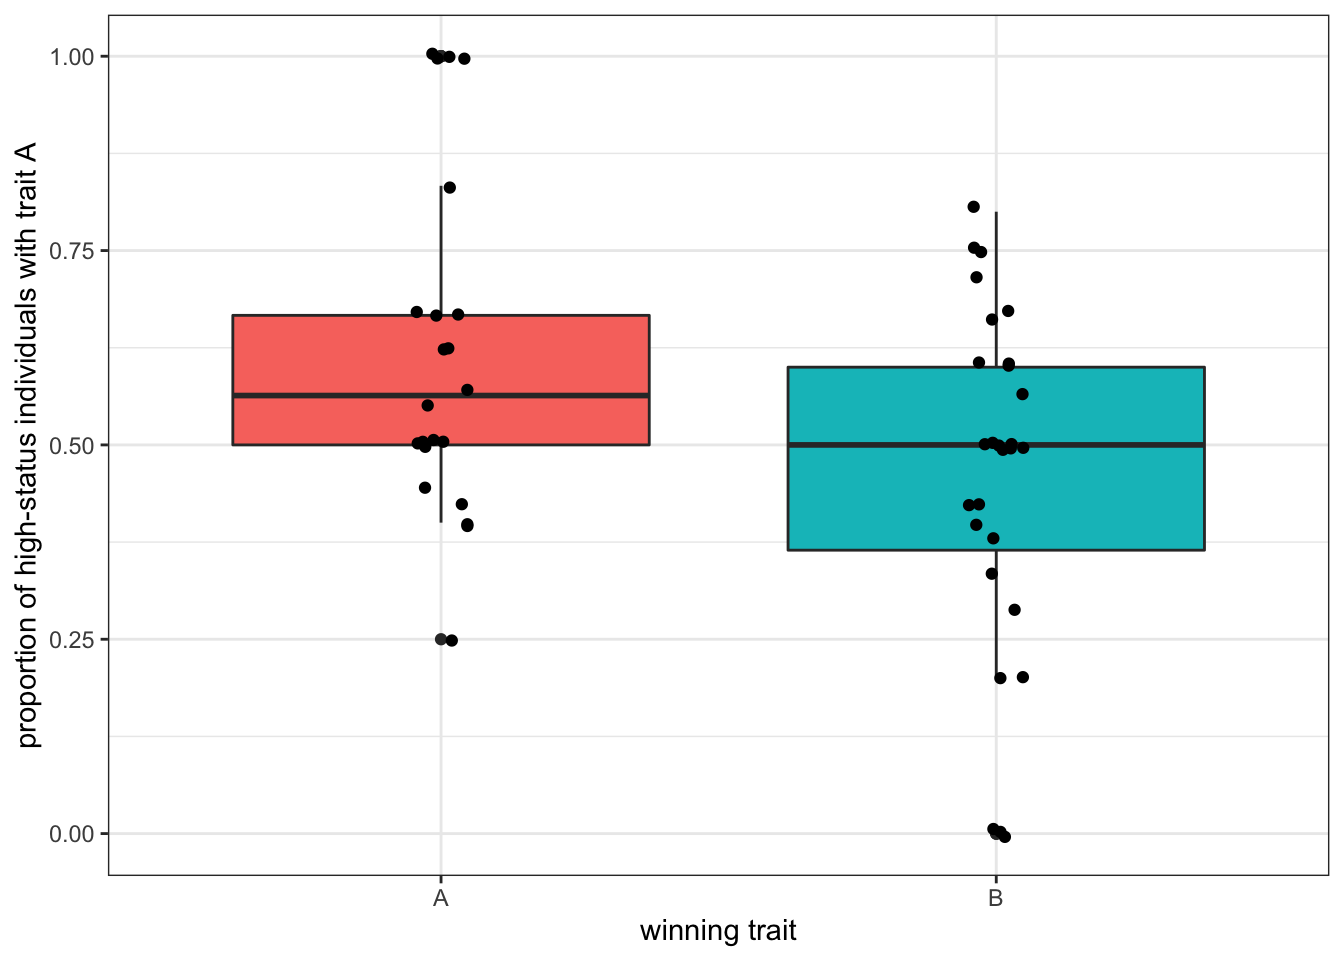 1.00
0.75
0.50
0.25
0.00
proportion of high-status individuals with trait A
A
B
winning trait